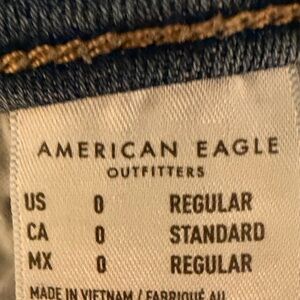 AMERICAN EAGLE
OUTFITTERS
US 0 REGULAR
CA 0 STANDARD
MX 0 REGULAR
MADE IN VIETNAM / FABRIQUÉ AU